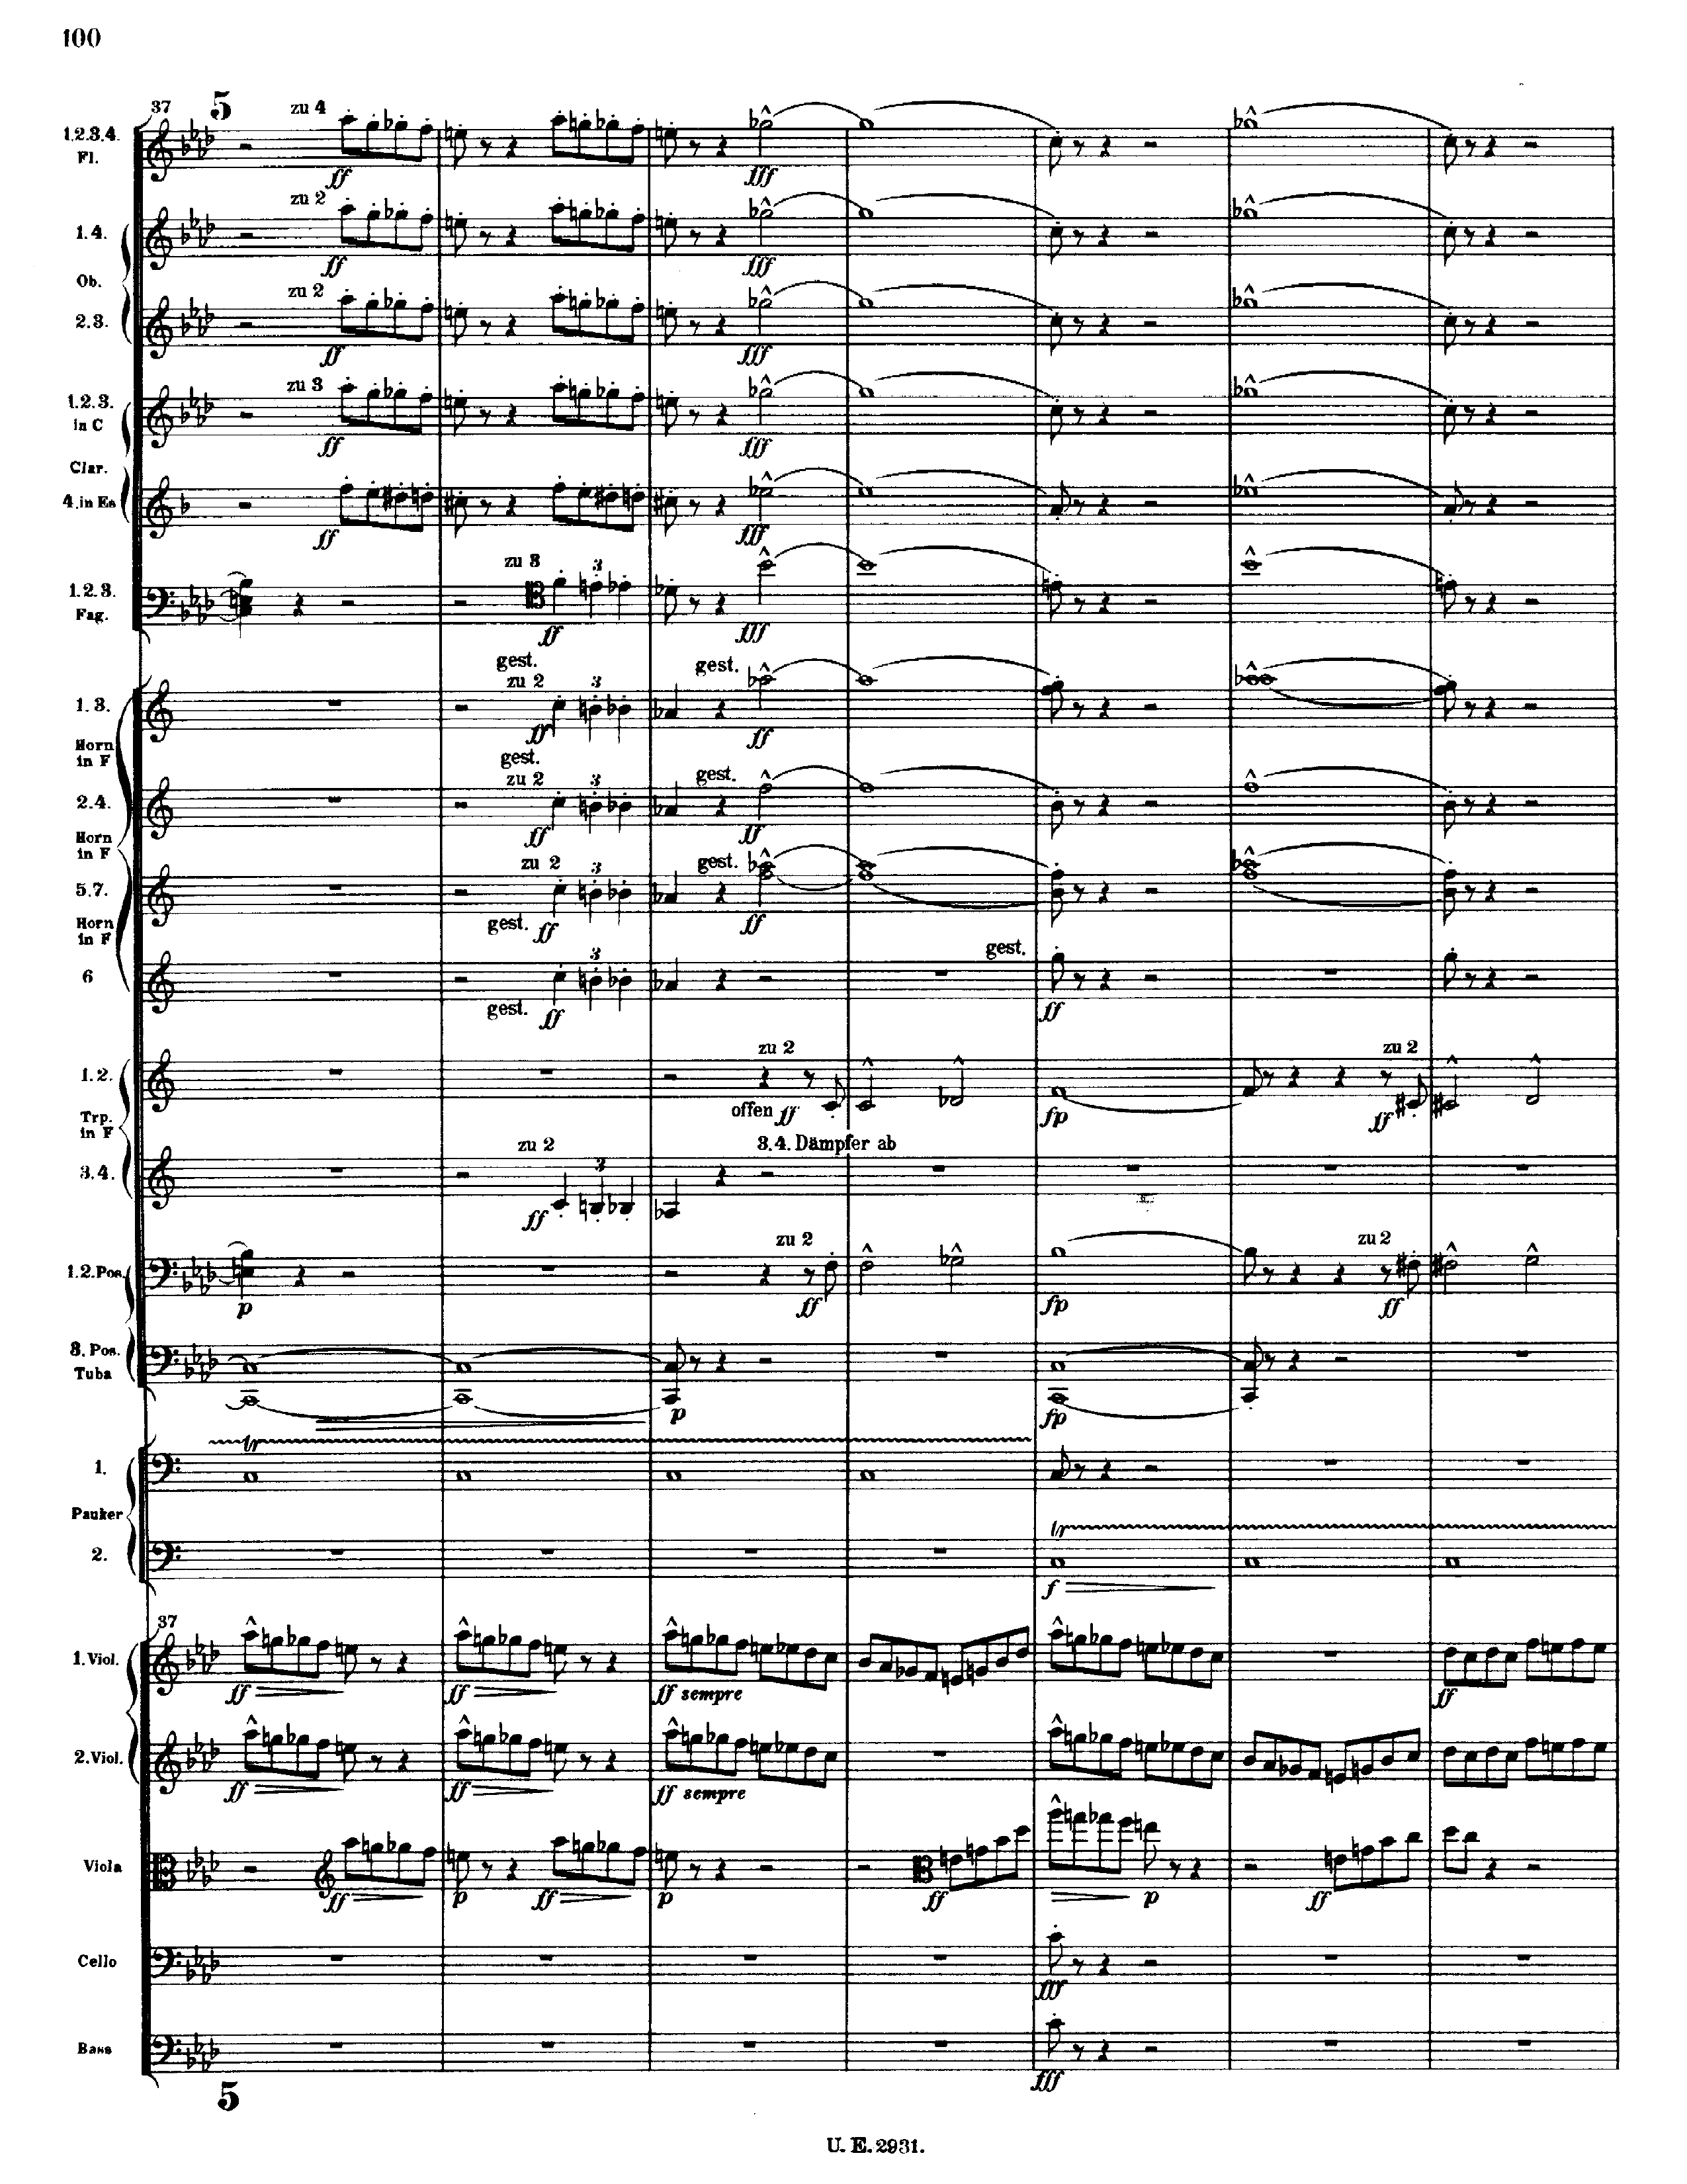 100
37
5
zu 4
1.2.3.4.
Fl.
ff
fff
zu 2
1.4.
ff
fff
Ob.
zu 2
2.3.
ff
fff
zu 3
1.2.3.
in C
ff
fff
Clar.
4. in Es
ff
fff
zu 3
3
1.2.3.
Fag.
ff
fff
gest.
gest.
zu 2
3
1.3.
ff
ff
Horn
in F
gest.
zu 2
3
gest.
2.4.
ff
ff
Horn
in F
zu 2
3
gest.
5.7.
gest.
ff
ff
Horn
in F
3
gest.
6
gest.
ff
ff
zu 2
zu 2
1.2.
offen ff
fp
ff
Trp.
in F
zu 2
3
3.4. Dämpfer ab
3.4.
ff
zu 2
zu 2
1.2. Pos.
p
ff
fp
ff
3. Pos.
Tuba
p
fp
tr
1.
Pauker
tr
2.
f
37
1. Viol.
ff
ff
ff sempre
ff
2. Viol.
ff
ff
ff sempre
Viola
ff
p
ff
p
ff
p
ff
Cello
fff
Bass
fff
5
U. E. 2931.